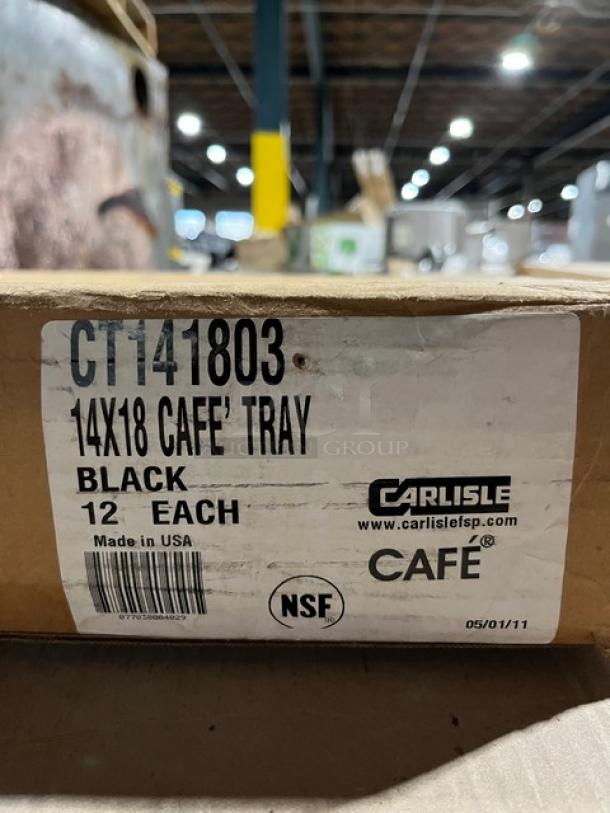 CT141803
14X18 CAFE' TRAY
GROUP
BLACK
12 EACH
Made in USA
CARLISLE
www.carlislefsp.com
CAFÉ®
NSF®
05/01/11